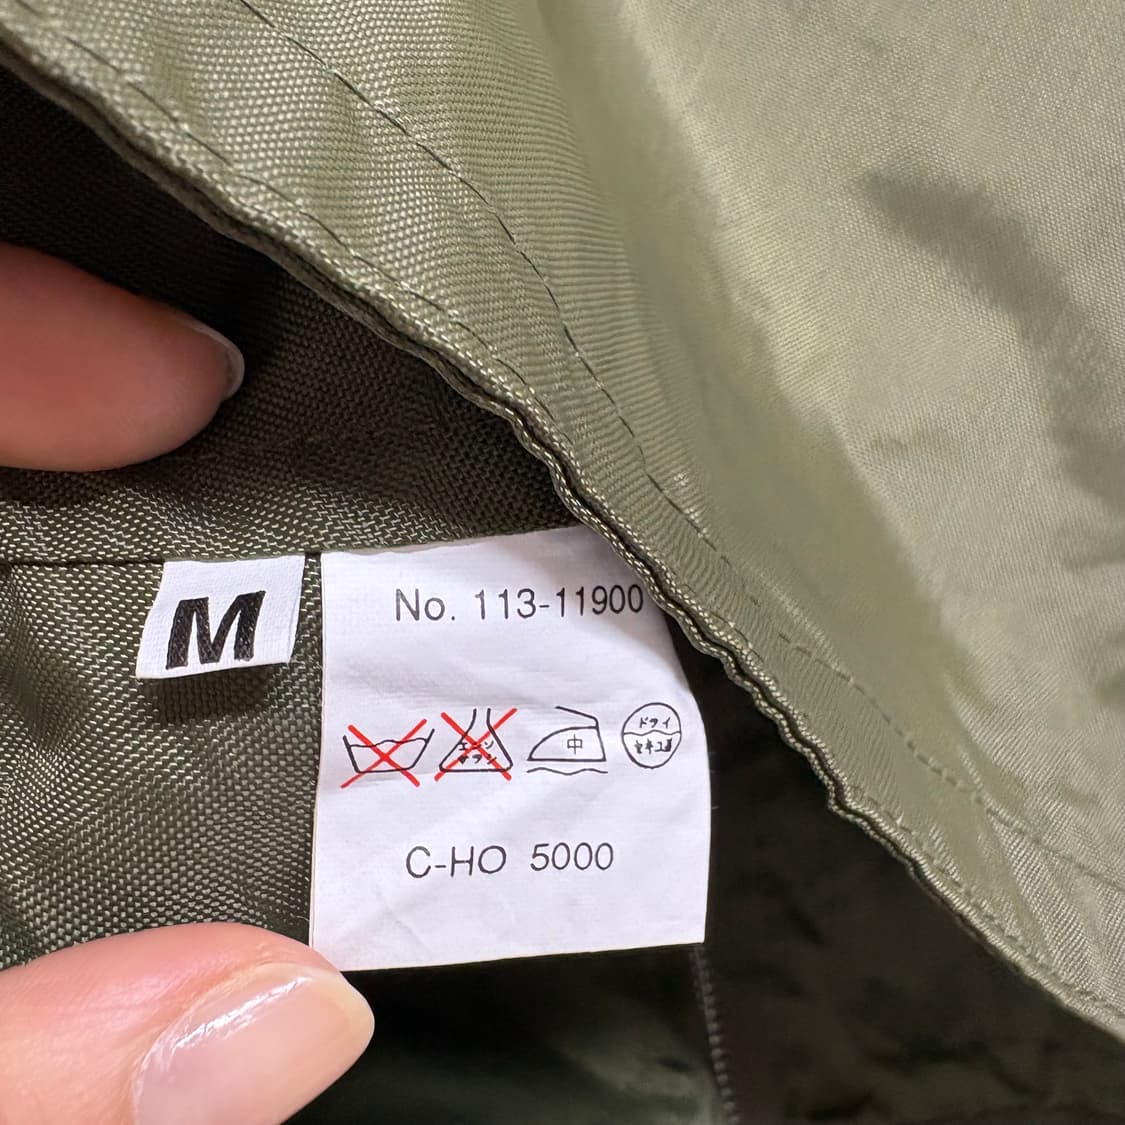 M
No. 113-11900
エンソ
サラシ
中
ドライ
セキユ系
C-HO 5000